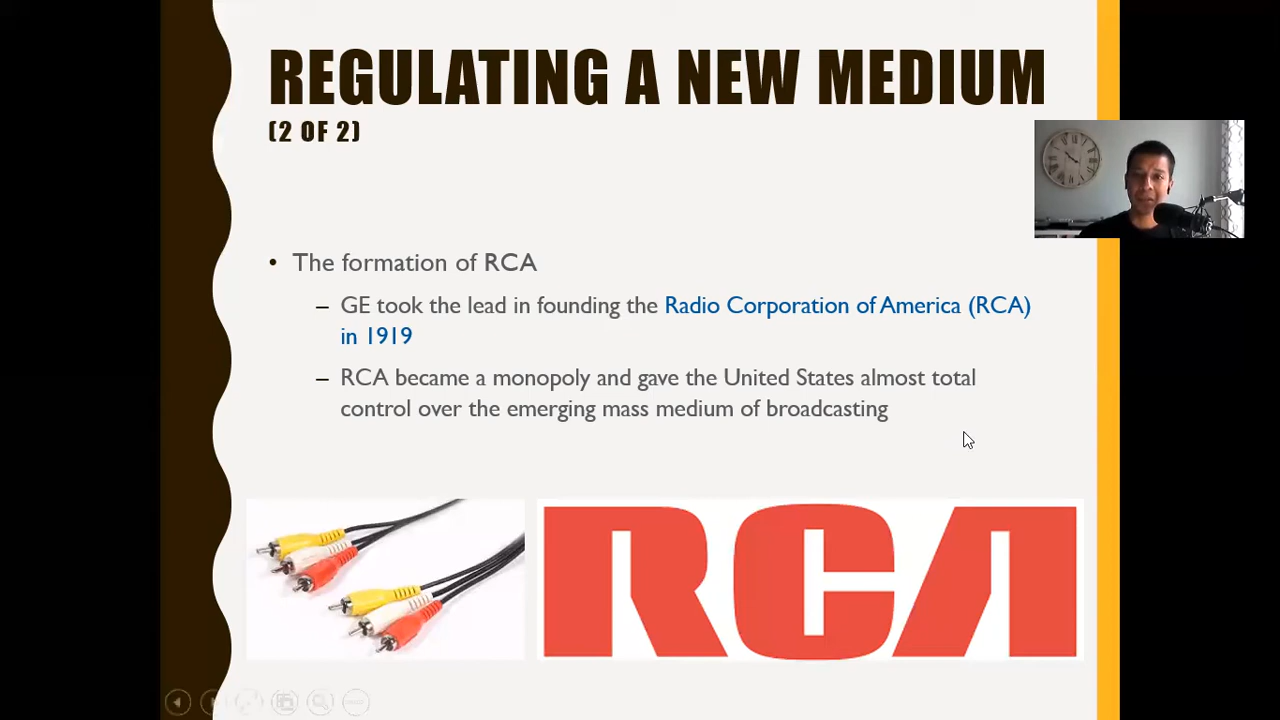 REGULATING A NEW MEDIUM
(2 OF 2)
• The formation of RCA
– GE took the lead in founding the Radio Corporation of America (RCA)
in 1919
– RCA became a monopoly and gave the United States almost total
control over the emerging mass medium of broadcasting
RCA